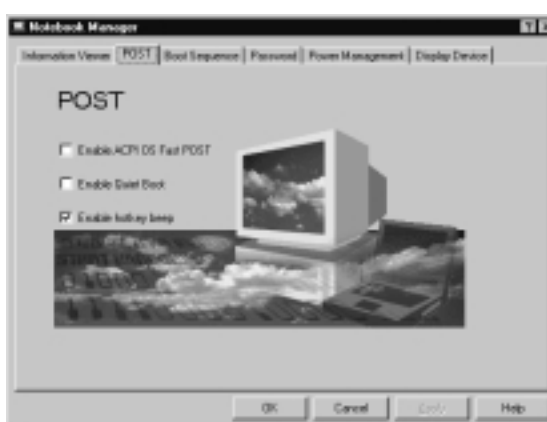 Notebook Manager
Information Viewer POST Boot Sequence Password Power Management Display Device
POST
Enable ACPI OS Fast POST
Enable Quiet Boot
Enable hotkey beep
OK Cancel Apply Help